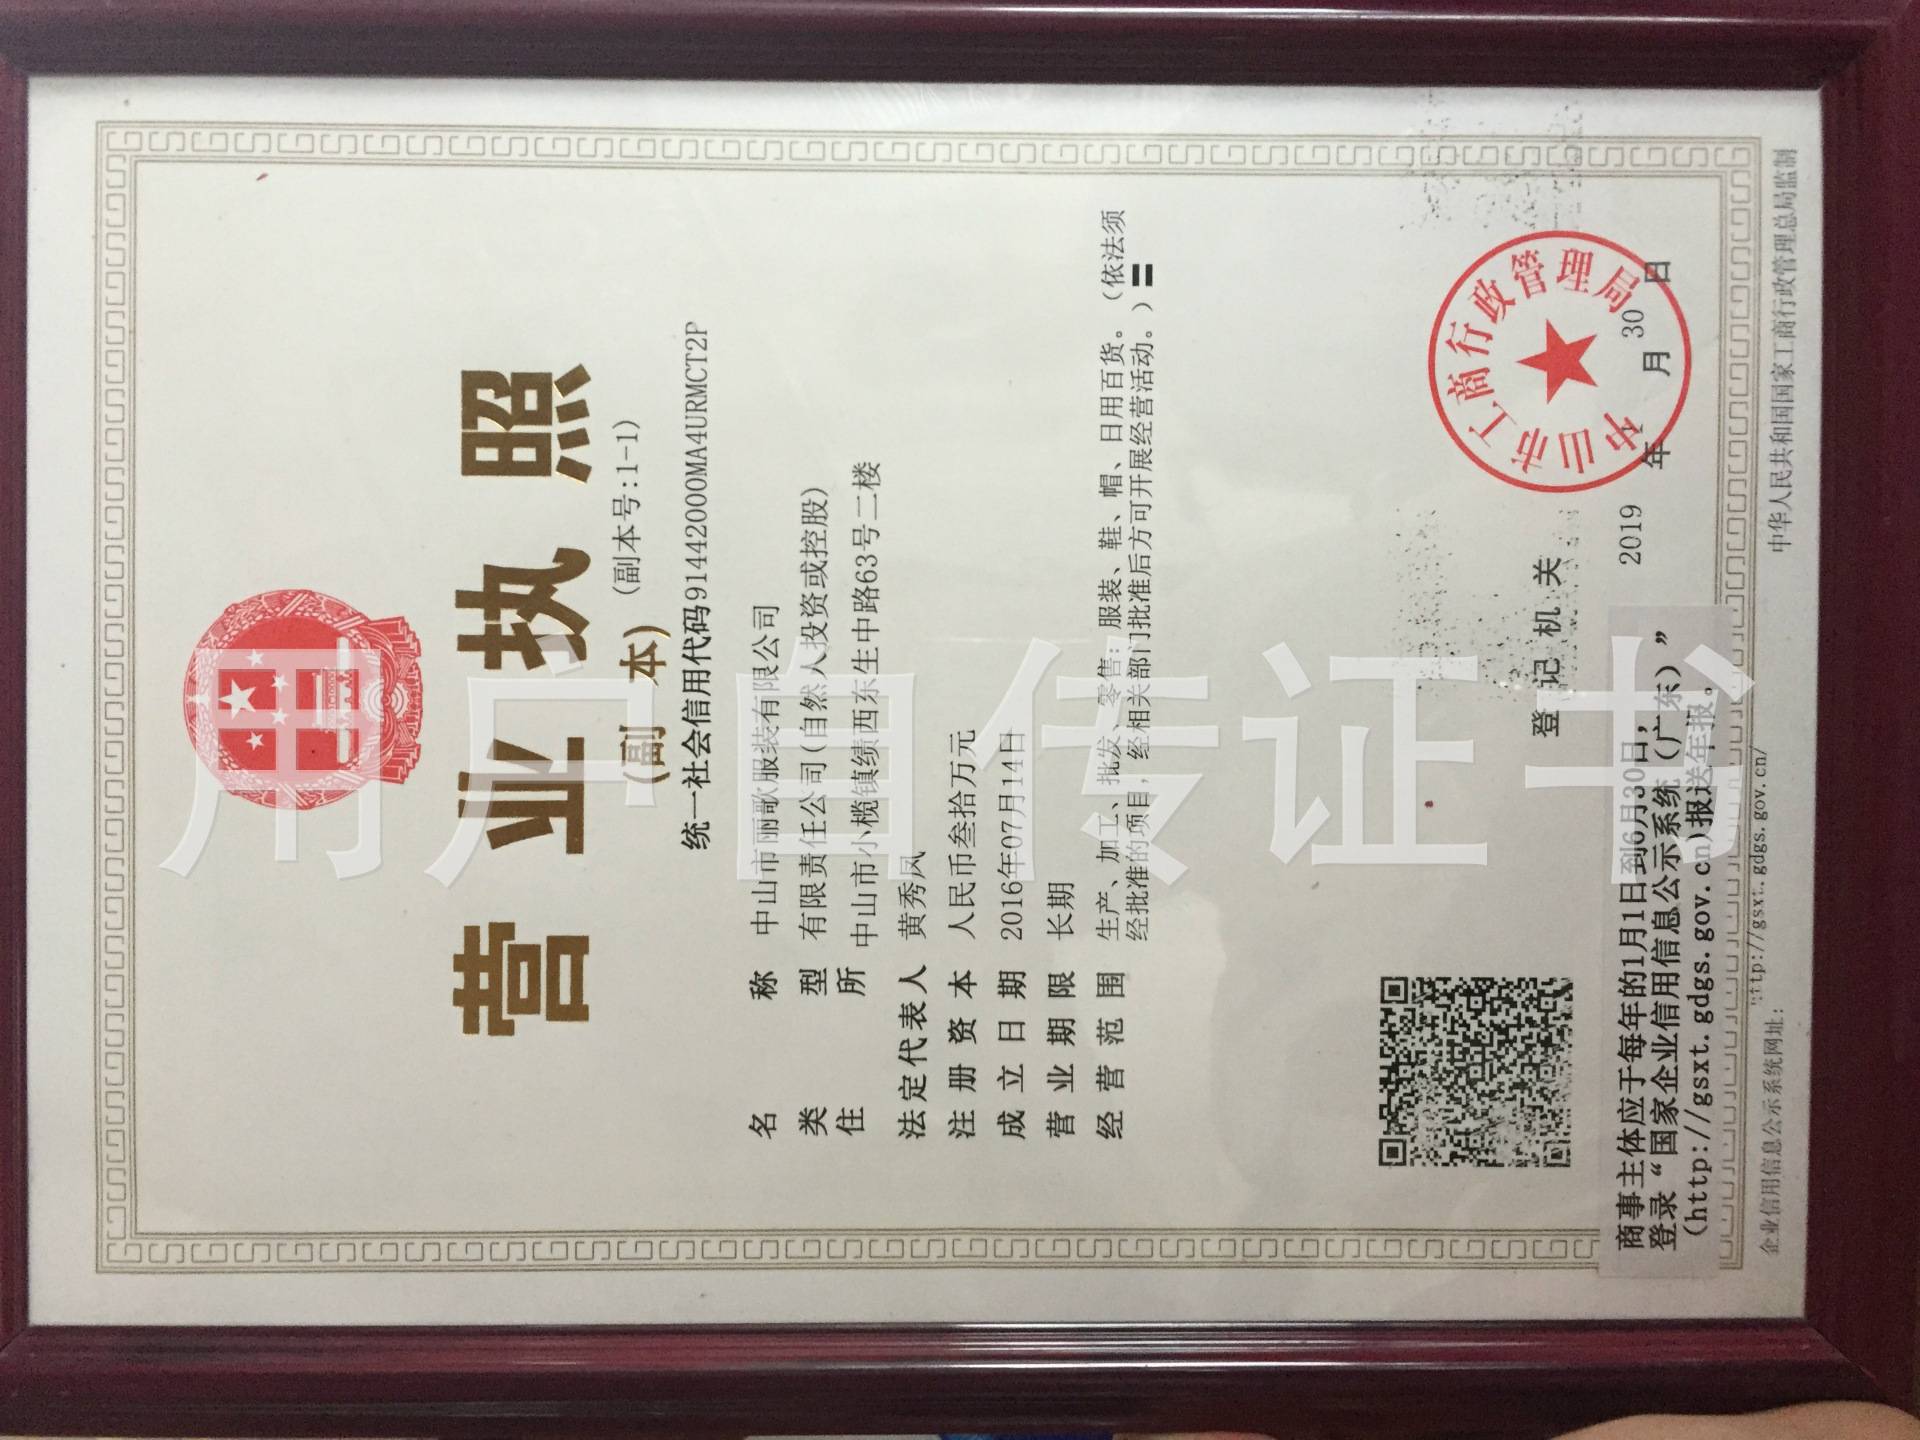 营业执照
(副 本)
(副本号:1-1)
统一社会信用代码91442000MA4URMCT2P
名 称 中山市丽歌服装有限公司
类 型 有限责任公司(自然人投资或控股)
住 所 中山市小榄镇绩西东生中路63号二楼
法定代表人 黄秀凤
注 册 资 本 人民币叁拾万元
成 立 日 期 2016年07月14日
营 业 期 限 长期
经 营 范 围 生产、加工、批发、零售：服装、鞋、帽、日用百货。（依法须
经批准的项目，经相关部门批准后方可开展经营活动。）
用户自传证书
登 记 机 关
中山市工商行政管理局
2019 年 1 月 30 日
商事主体应于每年的1月1日到6月30日，
登录“国家企业信用信息公示系统（广东）”
(http://gsxt.gdgs.gov.cn)报送年报。
企业信用信息公示系统网址： http://gsxt.gdgs.gov.cn/
中华人民共和国国家工商行政管理总局监制